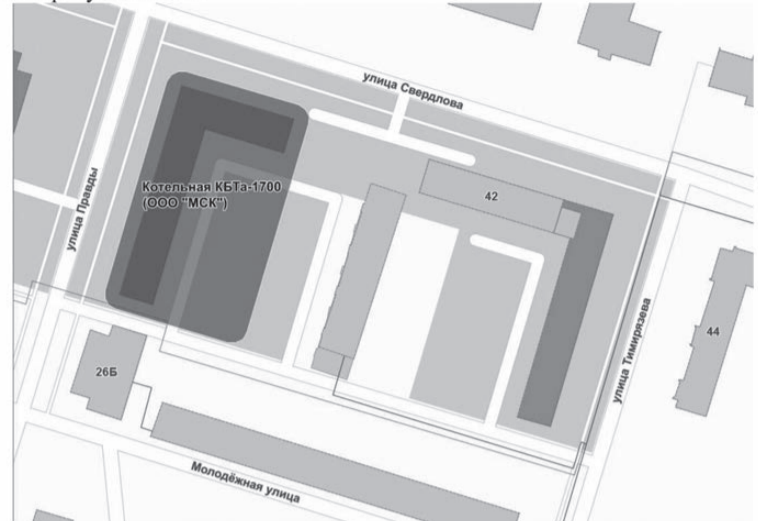 улица Свердлова
Котельная КБТа-1700
(ООО "МСК")
42
улица Правды
улица Тимирязева
44
26Б
Молодёжная улица